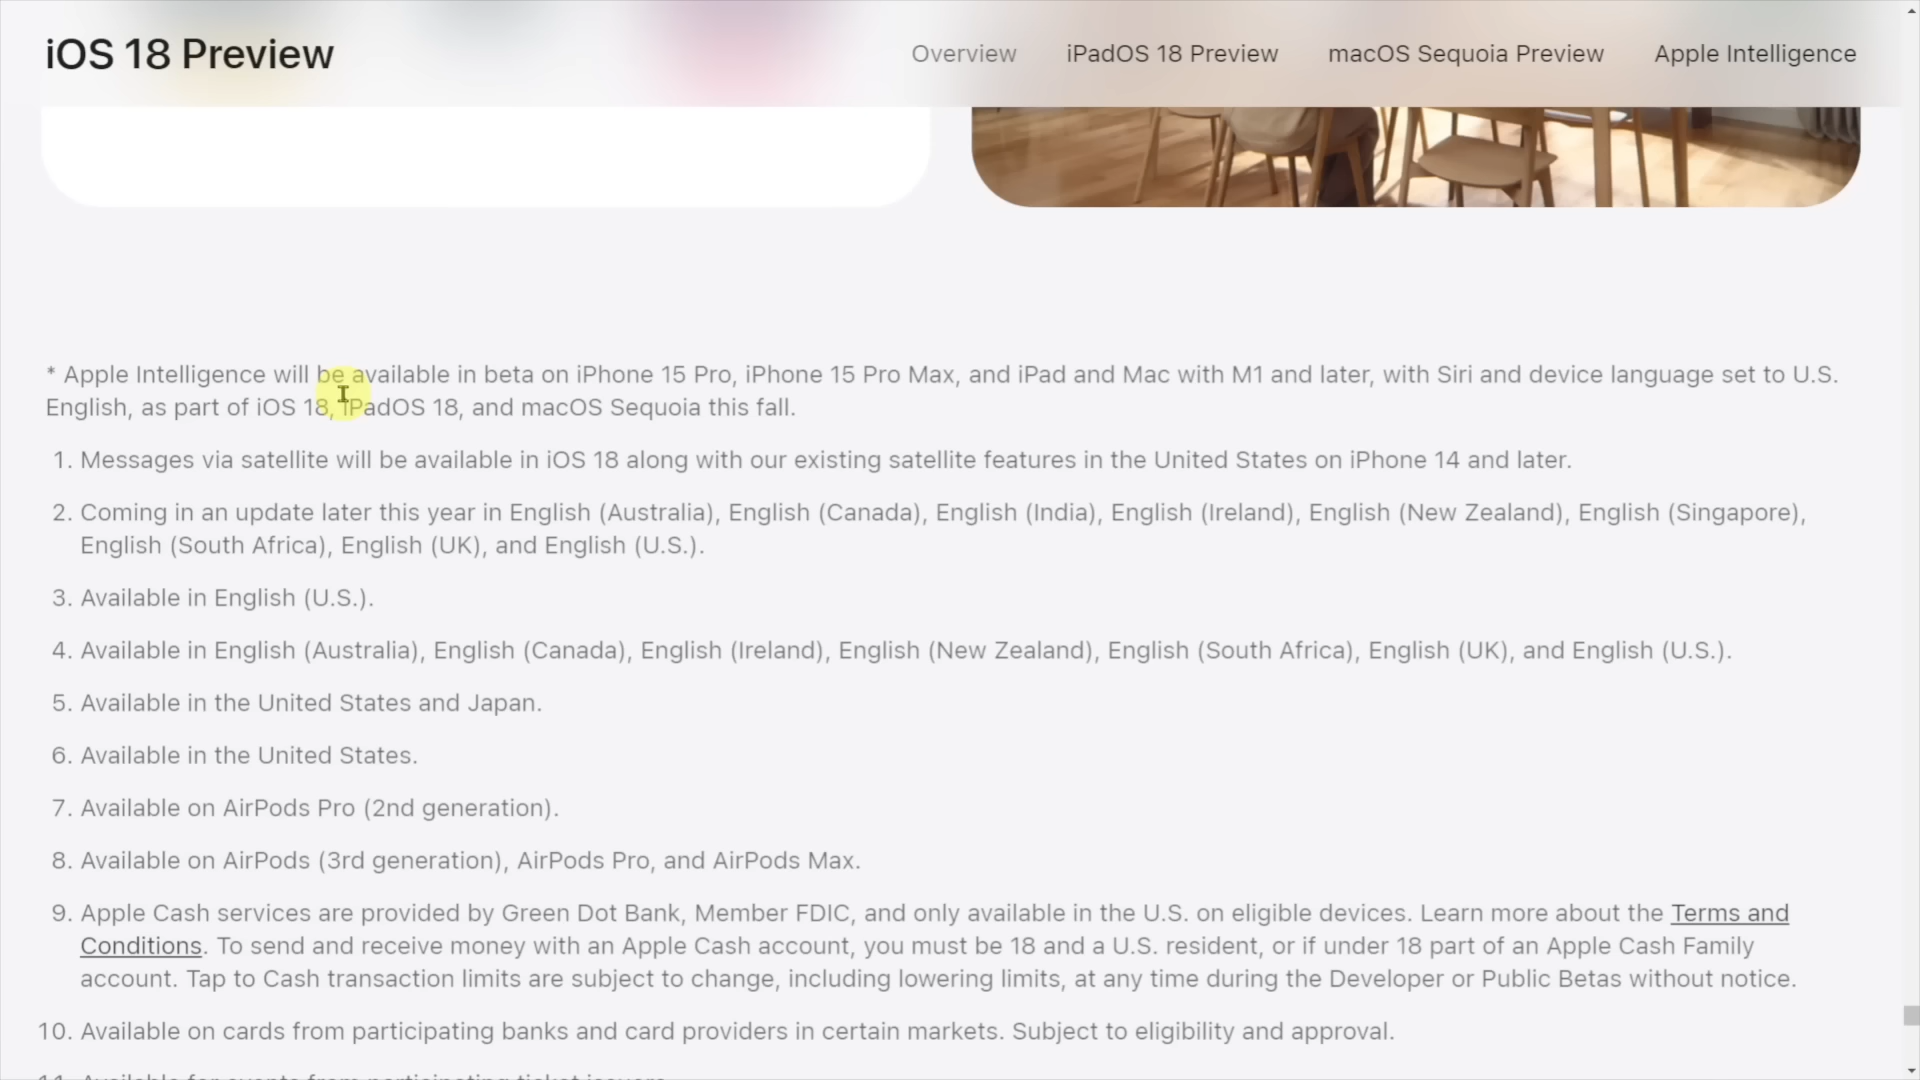 iOS 18 Preview
Overview
iPadOS 18 Preview
macOS Sequoia Preview
Apple Intelligence
* Apple Intelligence will be available in beta on iPhone 15 Pro, iPhone 15 Pro Max, and iPad and Mac with M1 and later, with Siri and device language set to U.S.
English, as part of iOS 18, iPadOS 18, and macOS Sequoia this fall.
1. Messages via satellite will be available in iOS 18 along with our existing satellite features in the United States on iPhone 14 and later.
2. Coming in an update later this year in English (Australia), English (Canada), English (India), English (Ireland), English (New Zealand), English (Singapore),
English (South Africa), English (UK), and English (U.S.).
3. Available in English (U.S.).
4. Available in English (Australia), English (Canada), English (Ireland), English (New Zealand), English (South Africa), English (UK), and English (U.S.).
5. Available in the United States and Japan.
6. Available in the United States.
7. Available on AirPods Pro (2nd generation).
8. Available on AirPods (3rd generation), AirPods Pro, and AirPods Max.
9. Apple Cash services are provided by Green Dot Bank, Member FDIC, and only available in the U.S. on eligible devices. Learn more about the Terms and
Conditions. To send and receive money with an Apple Cash account, you must be 18 and a U.S. resident, or if under 18 part of an Apple Cash Family
account. Tap to Cash transaction limits are subject to change, including lowering limits, at any time during the Developer or Public Betas without notice.
10. Available on cards from participating banks and card providers in certain markets. Subject to eligibility and approval.
11. Available for events from participating ticket issuers.